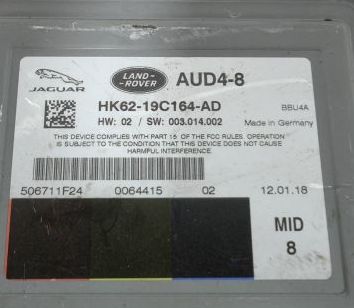 JAGUAR
LAND-
ROVER
AUD4-8
HK62-19C164-AD
BBU4A
HW: 02 / SW: 003.014.002
Made in Germany
THIS DEVICE COMPLIES WITH PART 15 OF THE FCC RULES. OPERATION
IS SUBJECT TO THE CONDITION THAT THIS DEVICE DOES NOT CAUSE
HARMFUL INTERFERENCE.
506711F24 0064415 02 12.01.18
MID
8